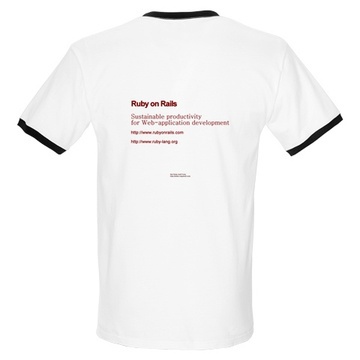 Ruby on Rails
Sustainable productivity
for Web-application development
http://www.rubyonrails.com
http://www.ruby-lang.org